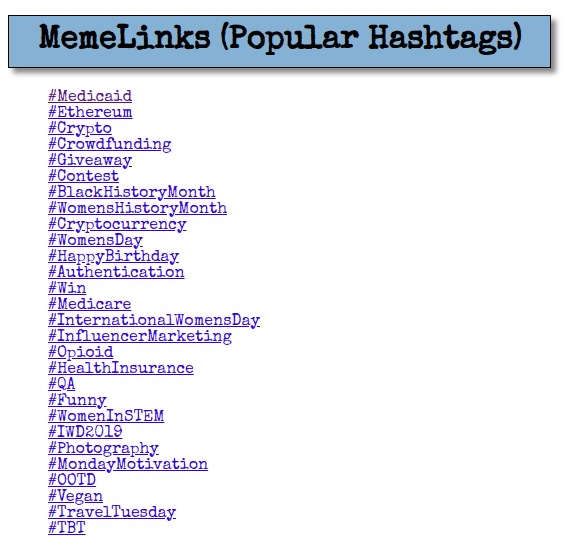 MemeLinks (Popular Hashtags)
#Medicaid
#Ethereum
#Crypto
#Crowdfunding
#Giveaway
#Contest
#BlackHistoryMonth
#WomensHistoryMonth
#Cryptocurrency
#WomensDay
#HappyBirthday
#Authentication
#Win
#Medicare
#InternationalWomensDay
#InfluencerMarketing
#Opioid
#HealthInsurance
#QA
#Funny
#WomenInSTEM
#IWD2019
#Photography
#MondayMotivation
#OOTD
#Vegan
#TravelTuesday
#TBT